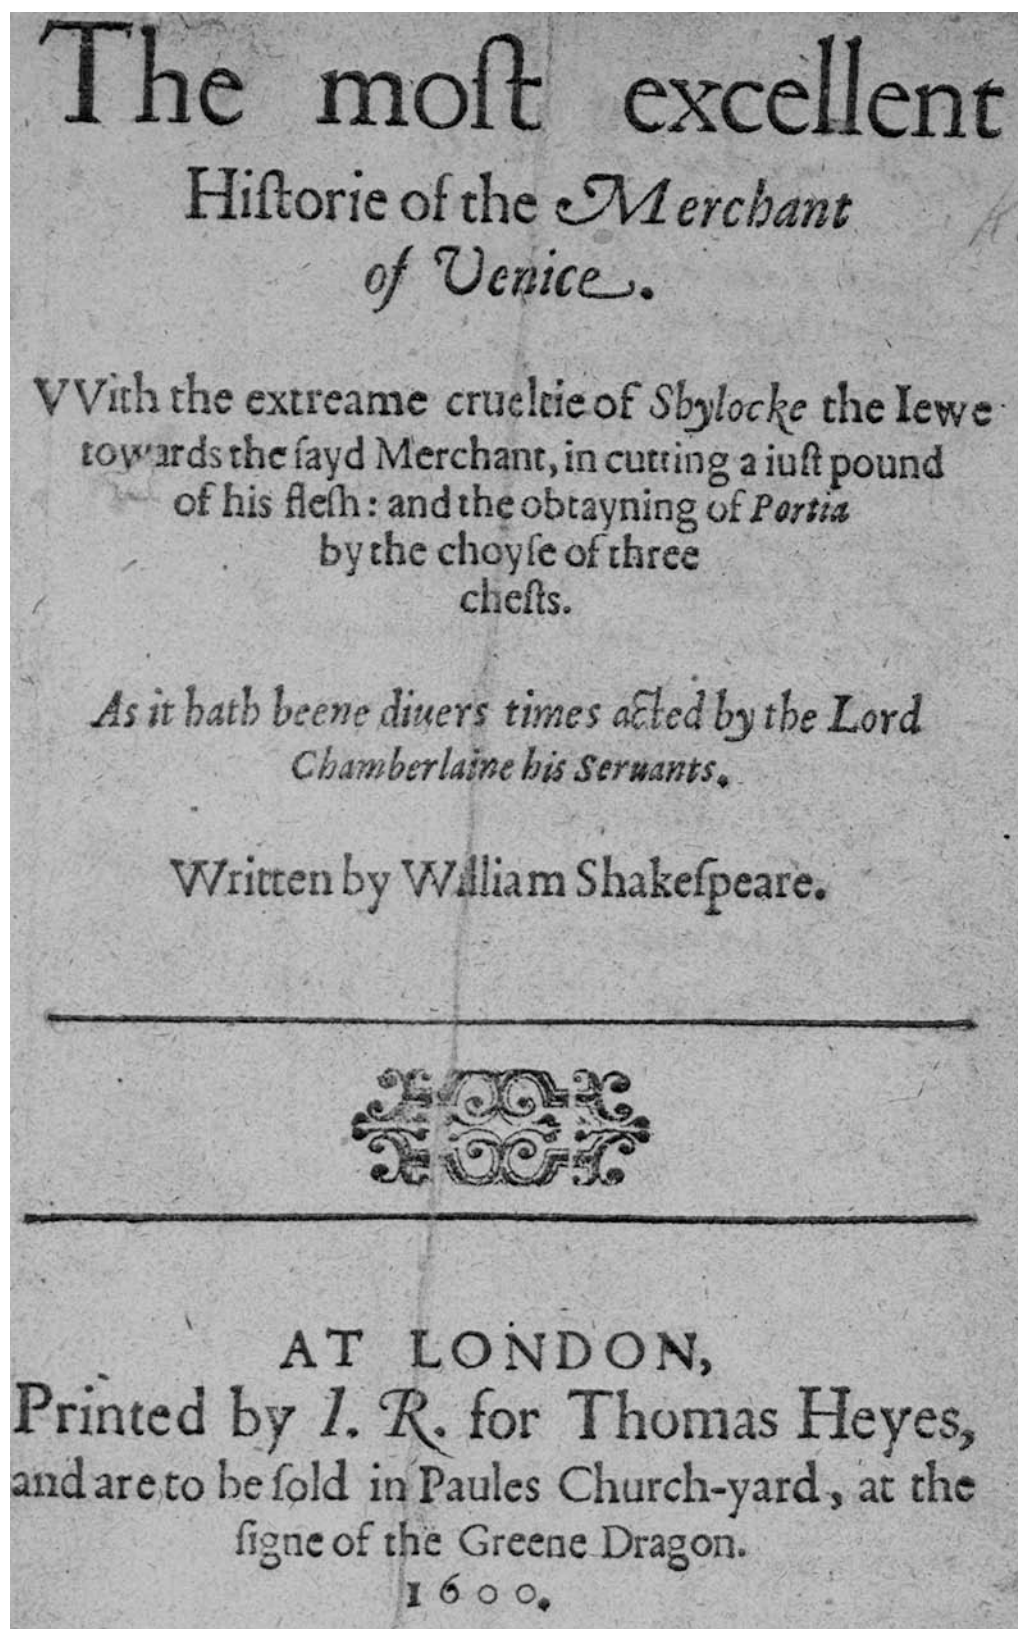 The moſt excellent
Hiſtorie of the Merchant
of Venice.
VVith the extreame crueltie of Shylocke the Iewe
towards the ſayd Merchant, in cutting a iuſt pound
of his fleſh: and the obtayning of Portia
by the choyſe of three
cheſts.
As it hath beene diuers times acted by the Lord
Chamberlaine his Seruants.
Written by William Shakeſpeare.
AT LONDON,
Printed by I. R. for Thomas Heyes,
and are to be ſold in Paules Church-yard, at the
ſigne of the Greene Dragon.
1600.